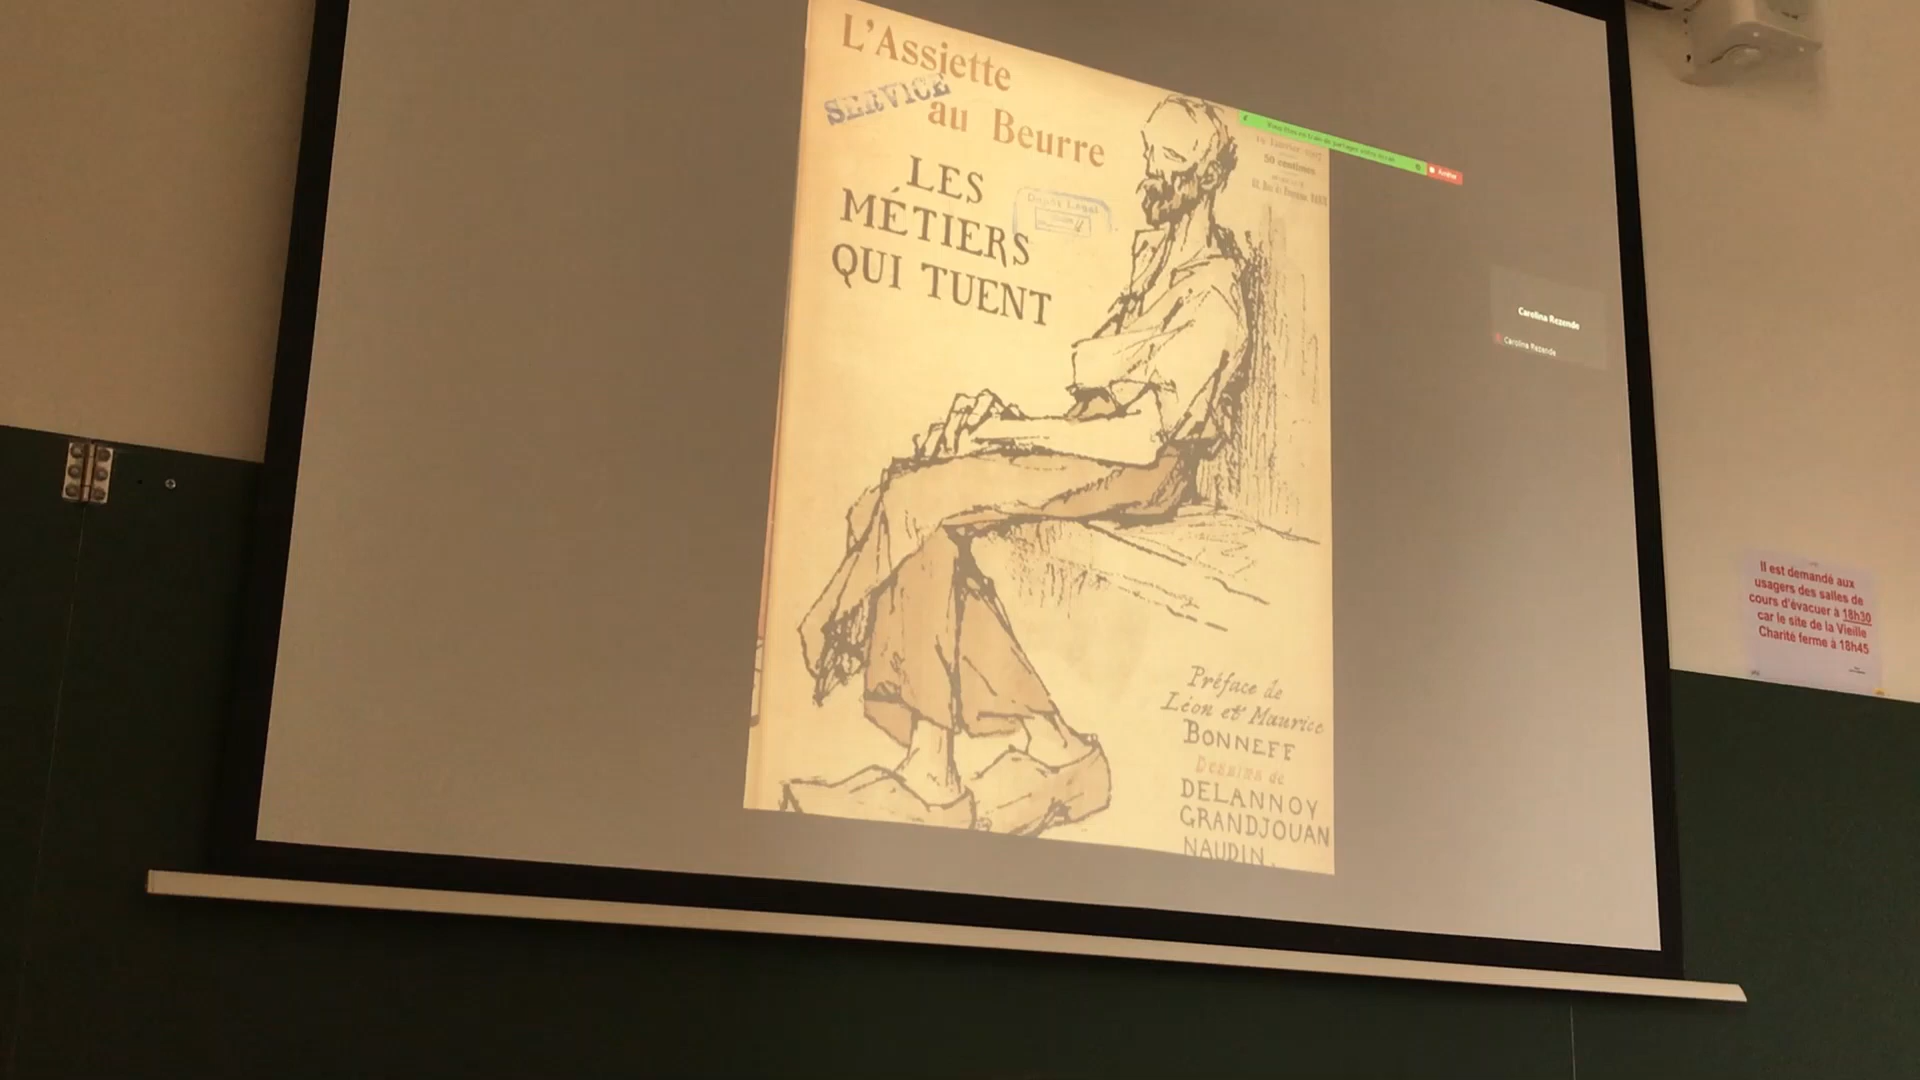 L'Assiette
au Beurre
SERVICE
LES
MÉTIERS
QUI TUENT
Dépôt Légal
50 centimes
Arrêter
Carolina Rezende
Carolina Rezende
Préface de
Léon et Maurice
BONNEFF
Dessins de
DELANNOY
GRANDJOUAN
NAUDIN.
Il est demandé aux
usagers des salles de
cours d'évacuer à 18h30
car le site de la Vieille
Charité ferme à 18h45